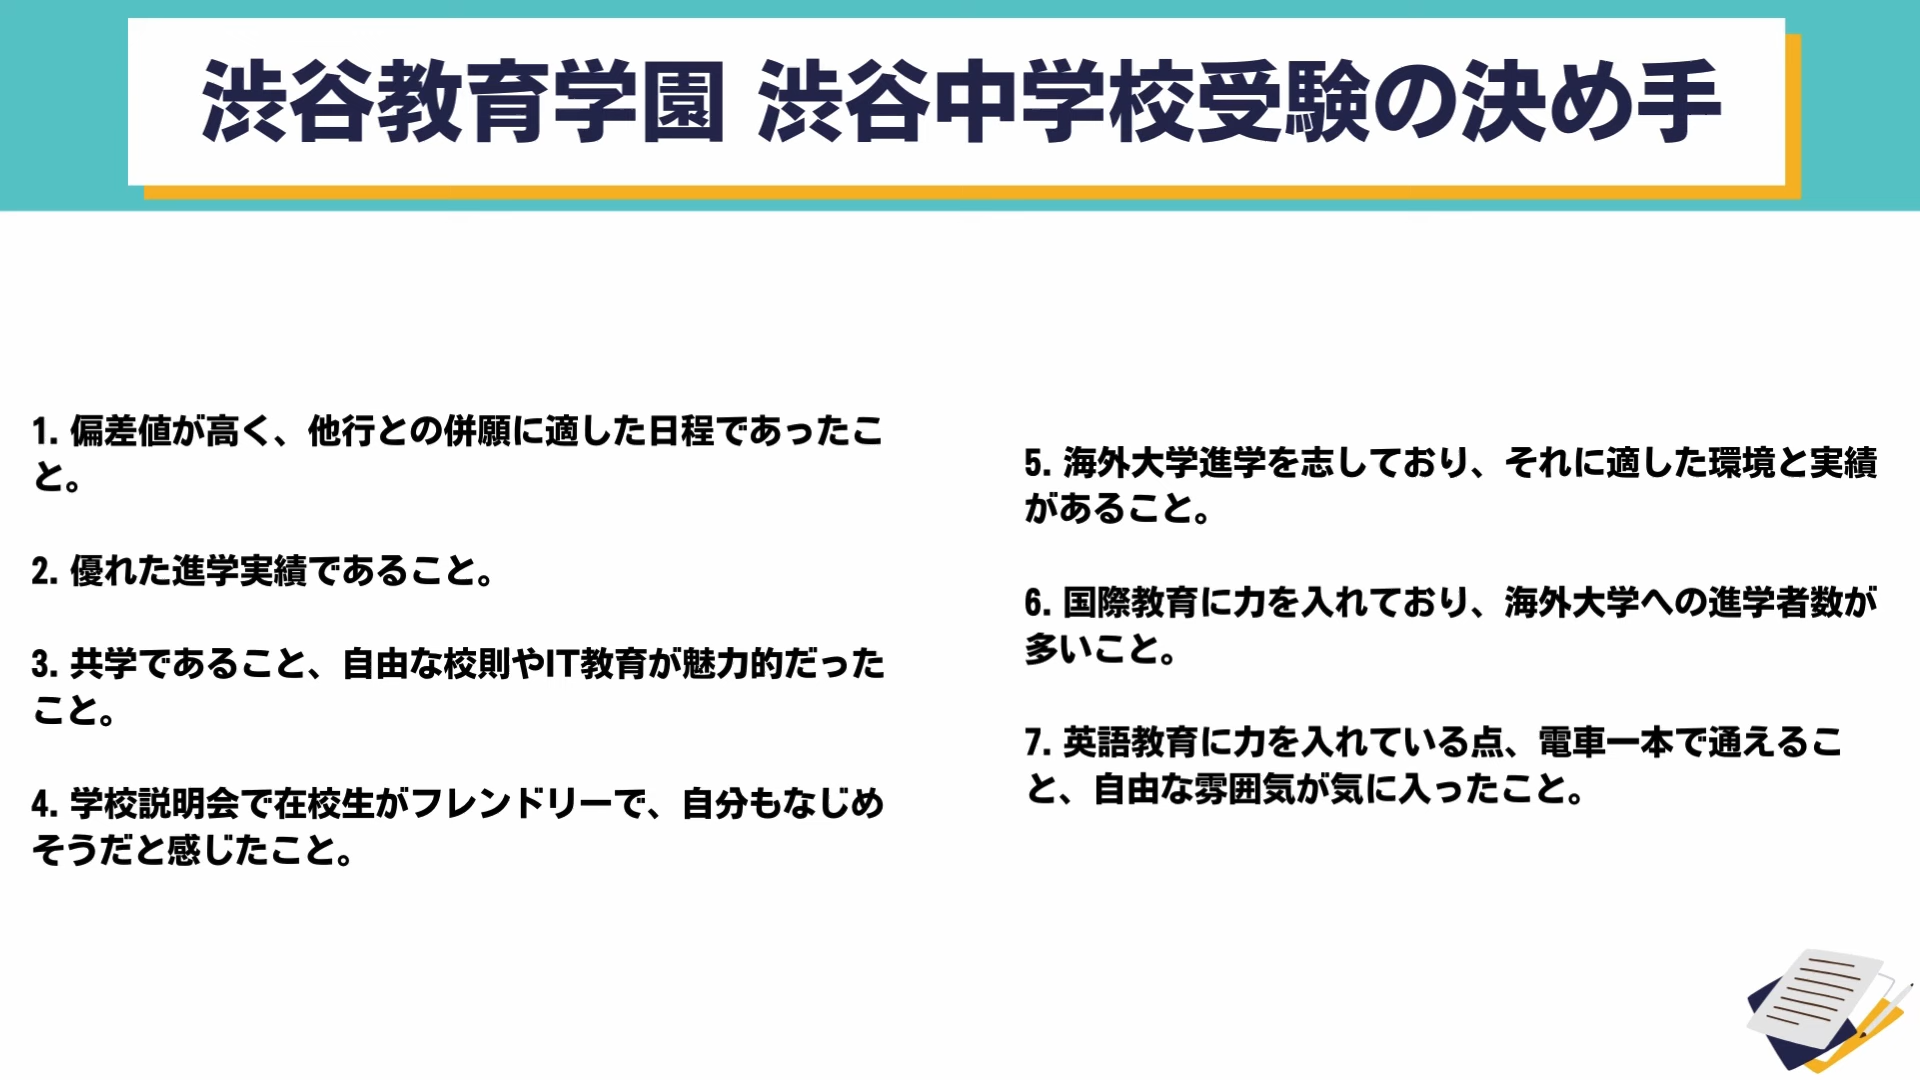 渋谷教育学園 渋谷中学校受験の決め手
1. 偏差値が高く、他行との併願に適した日程であったこ
と。
2. 優れた進学実績であること。
3. 共学であること、自由な校則やIT教育が魅力的だった
こと。
4. 学校説明会で在校生がフレンドリーで、自分もなじめ
そうだと感じたこと。
5. 海外大学進学を志しており、それに適した環境と実績
があること。
6. 国際教育に力を入れており、海外大学への進学者数が
多いこと。
7. 英語教育に力を入れている点、電車一本で通えるこ
と、自由な雰囲気が気に入ったこと。